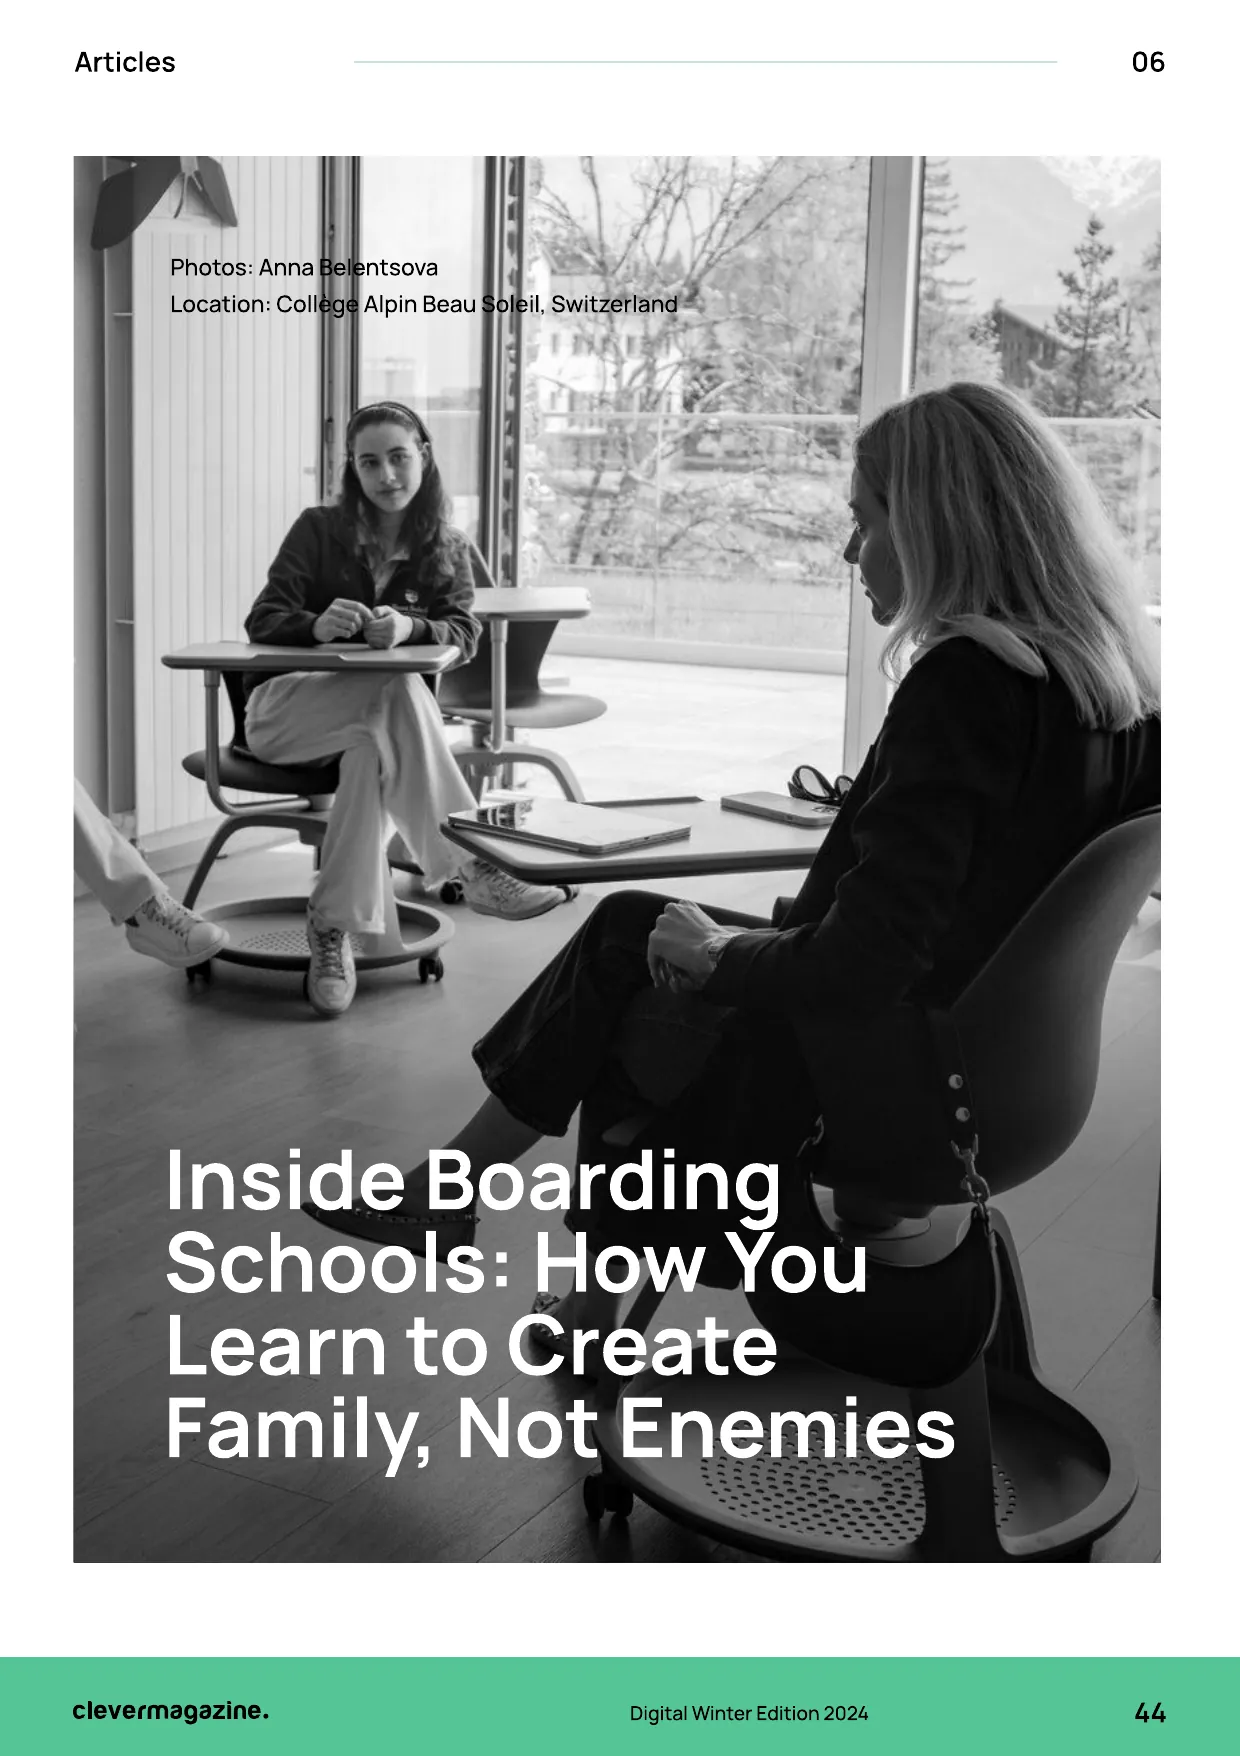 Articles
06
Photos: Anna Belentsova
Location: Collège Alpin Beau Soleil, Switzerland
Inside Boarding
Schools: How You
Learn to Create
Family, Not Enemies
clevermagazine.
Digital Winter Edition 2024
44